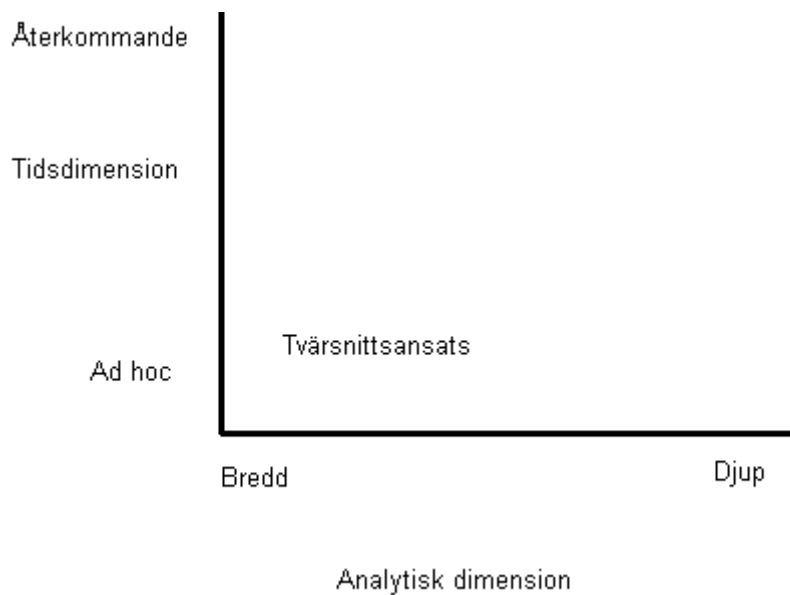 Återkommande
Tidsdimension
Tvärsnittsansats
Ad hoc
Bredd
Djup
Analytisk dimension